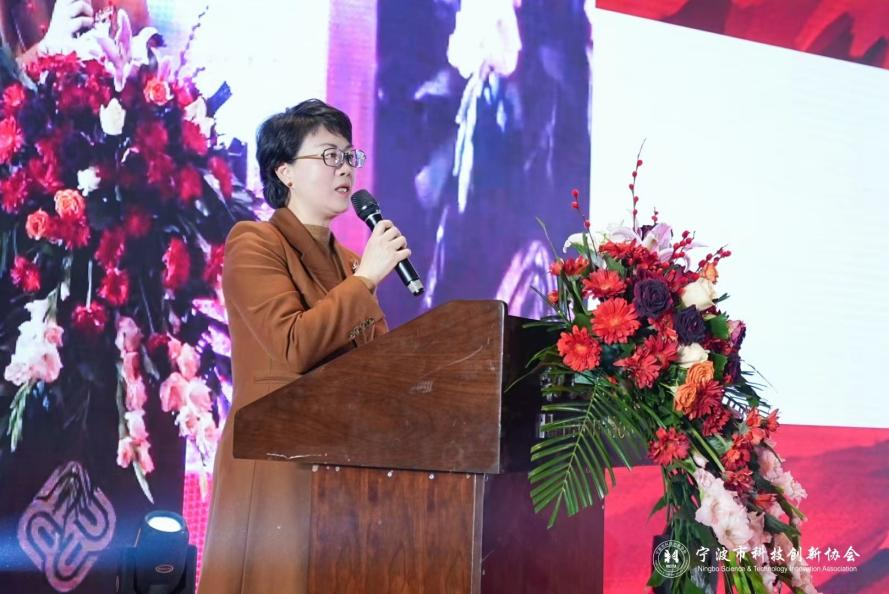 宁波市科技创新协会
Ningbo Science & Technology Innovation Association